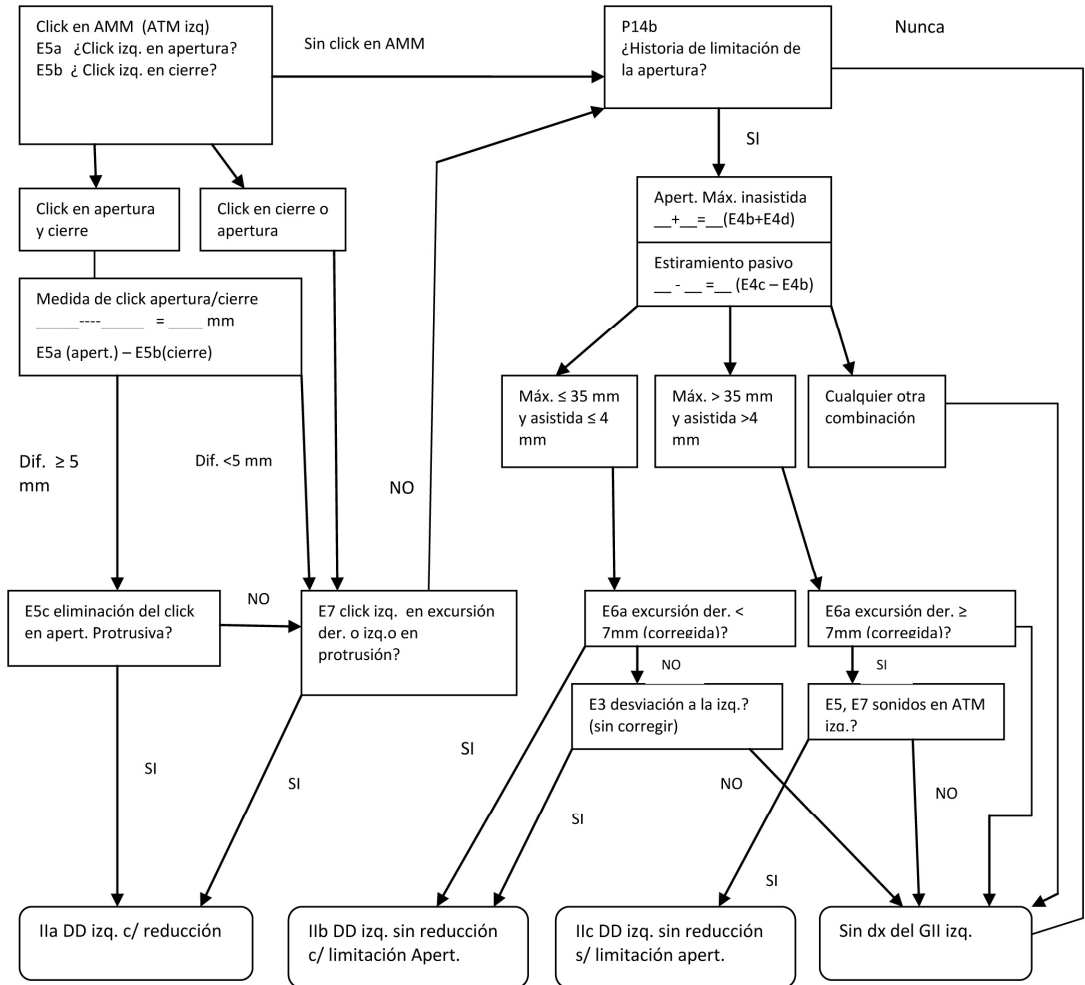 Click en AMM  (ATM izq)
E5a   ¿Click izq. en apertura?
E5b  ¿ Click izq. en cierre?
Sin click en AMM
P14b
¿Historia de limitación de
la apertura?
Nunca
SI
Click en apertura
y cierre
Click en cierre o
apertura
Apert. Máx. inasistida
__+__=__(E4b+E4d)
Estiramiento pasivo
__ - __ =__ (E4c – E4b)
Medida de click apertura/cierre
_____----_____   = ____ mm
E5a (apert.) – E5b(cierre)
Máx. ≤ 35 mm
y asistida ≤ 4
mm
Máx. > 35 mm
y asistida >4
mm
Cualquier otra
combinación
Dif.  ≥ 5
mm
Dif. <5 mm
NO
E5c eliminación del click
en apert. Protrusiva?
NO
E7 click izq.  en excursión
der. o izq.o en
protrusión?
E6a excursión der. <
7mm (corregida)?
E6a excursión der. ≥
7mm (corregida)?
NO
SI
E3 desviación a la izq.?
(sin corregir)
E5, E7 sonidos en ATM
izq.?
SI
SI
SI
NO
NO
SI
SI
IIa DD izq. c/ reducción
IIb DD izq. sin reducción
c/ limitación Apert.
IIc DD izq. sin reducción
s/ limitación apert.
Sin dx del GII izq.